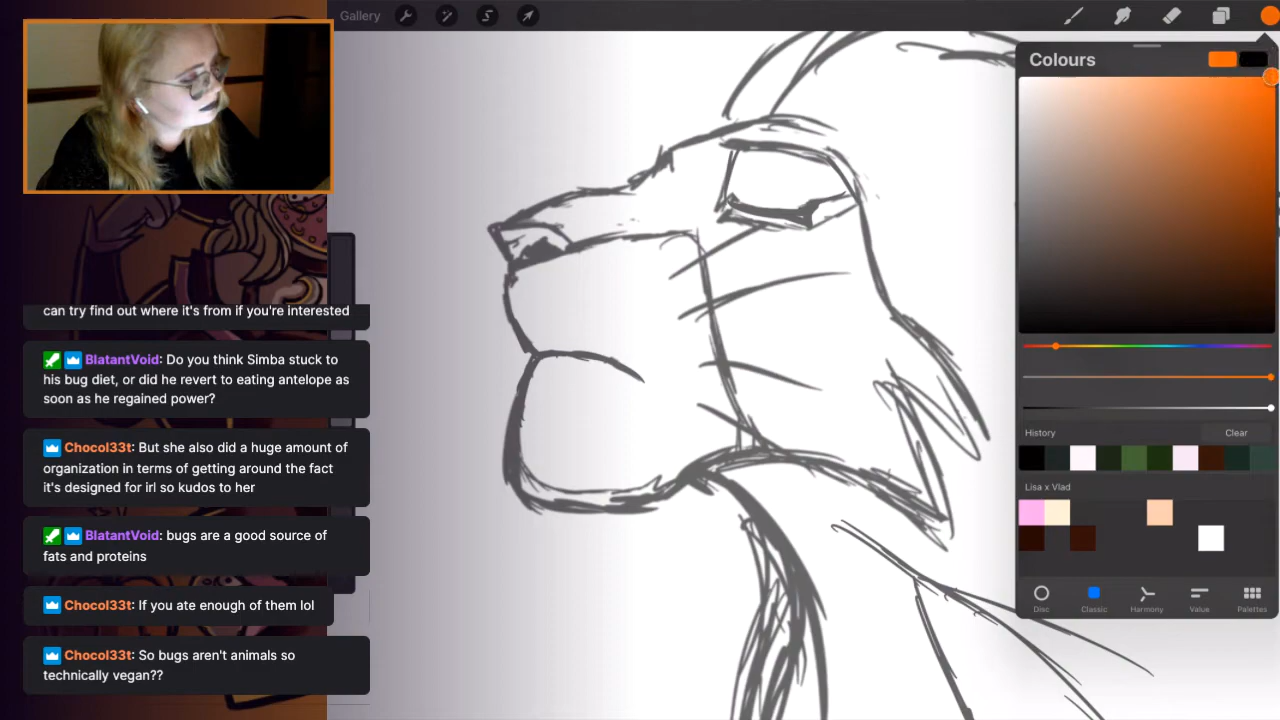 Gallery
can try find out where it's from if you're interested
BlatantVoid: Do you think Simba stuck to
his bug diet, or did he revert to eating antelope as
soon as he regained power?
Chocol33t: But she also did a huge amount of
organization in terms of getting around the fact
it's designed for irl so kudos to her
BlatantVoid: bugs are a good source of
fats and proteins
Chocol33t: If you ate enough of them lol
Chocol33t: So bugs aren't animals so
technically vegan??
Colours
History
Clear
Lisa x Vlad
Disc
Classic
Harmony
Value
Palettes